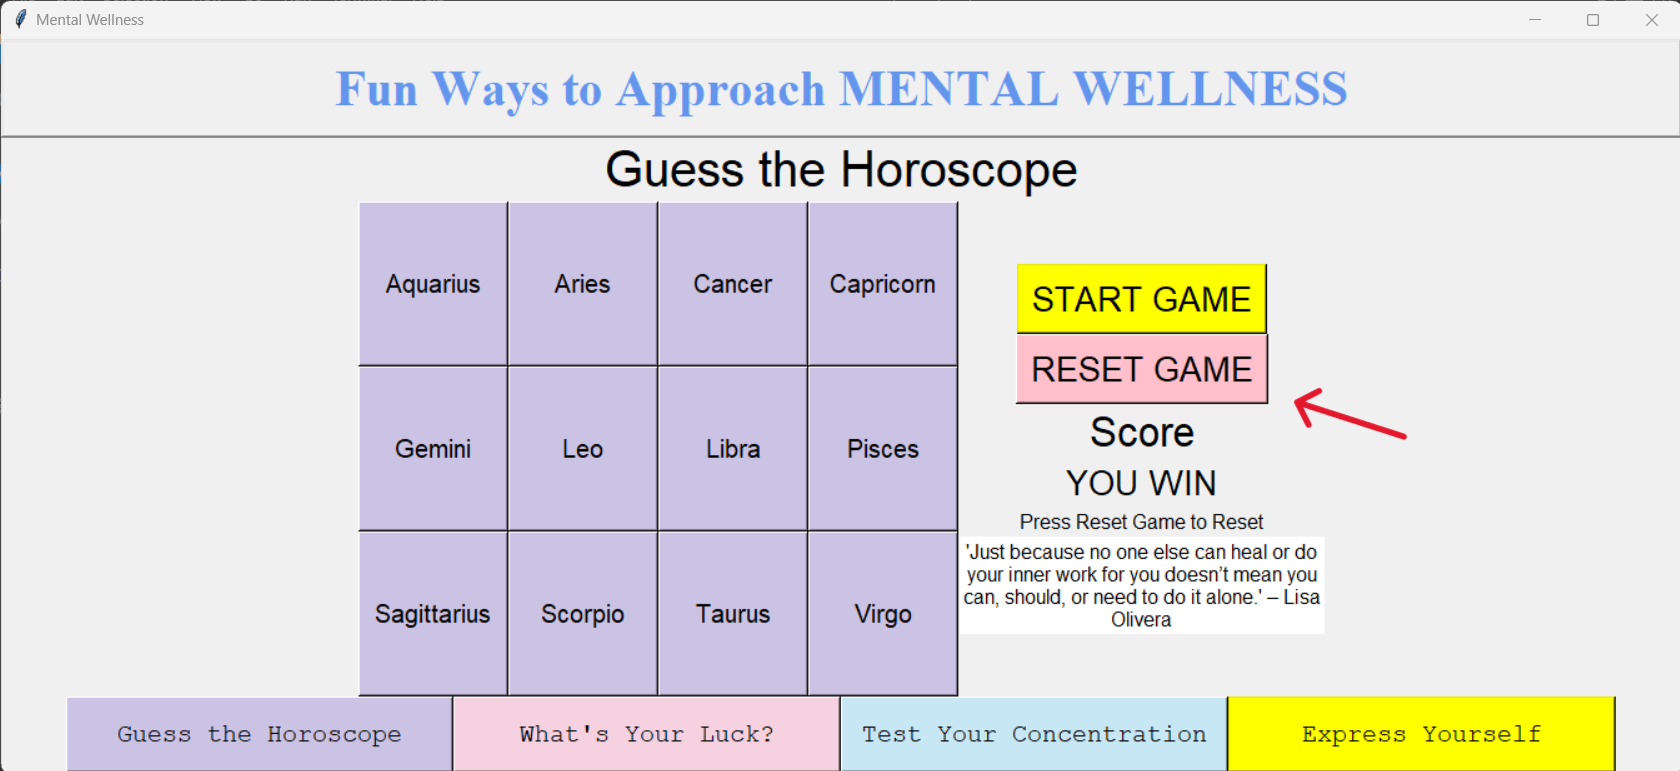 Mental Wellness
Fun Ways to Approach MENTAL WELLNESS
Guess the Horoscope
Aquarius Aries Cancer Capricorn
START GAME
RESET GAME
Gemini Leo Libra Pisces
Score
YOU WIN
Press Reset Game to Reset
'Just because no one else can heal or do
your inner work for you doesn’t mean you
can, should, or need to do it alone.' – Lisa
Olivera
Sagittarius Scorpio Taurus Virgo
Guess the Horoscope What's Your Luck? Test Your Concentration Express Yourself